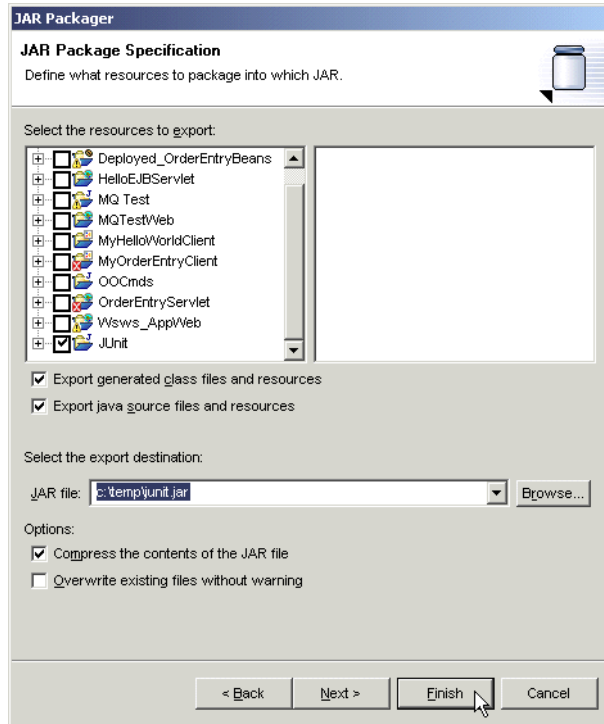 JAR Packager
JAR Package Specification
Define what resources to package into which JAR.
Select the resources to export:
Deployed_OrderEntryBeans
HelloEJBServlet
MQ Test
MQTestWeb
MyHelloWorldClient
MyOrderEntryClient
OOCmds
OrderEntryServlet
Wsws_AppWeb
JUnit
Export generated class files and resources
Export java source files and resources
Select the export destination:
JAR file: c:\temp\junit.jar Browse...
Options:
Compress the contents of the JAR file
Overwrite existing files without warning
< Back Next > Finish Cancel